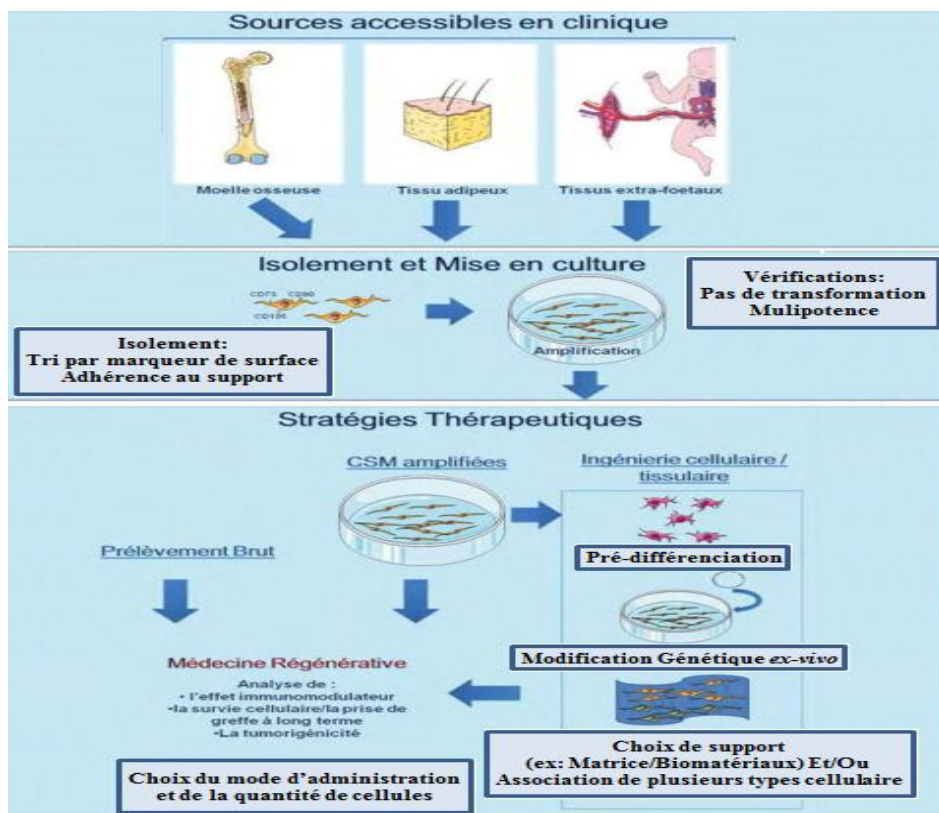 Sources accessibles en clinique
Moelle osseuse
Tissu adipeux
Tissus extra-foetaux
Isolement et Mise en culture
CD73 CD90
CD105
Isolement:
Tri par marqueur de surface
Adhérence au support
Amplification
Vérifications:
Pas de transformation
Mulipotence
Stratégies Thérapeutiques
CSM amplifiées
Ingénierie cellulaire /
tissulaire
Prélèvement Brut
Pré-différenciation
Modification Génétique ex-vivo
Médecine Régénérative
Analyse de :
• l'effet immunomodulateur
•la survie cellulaire/la prise de
greffe à long terme
•La tumorigénicité
Choix de support
(ex: Matrice/Biomatériaux) Et/Ou
Association de plusieurs types cellulaire
Choix du mode d'administration
et de la quantité de cellules